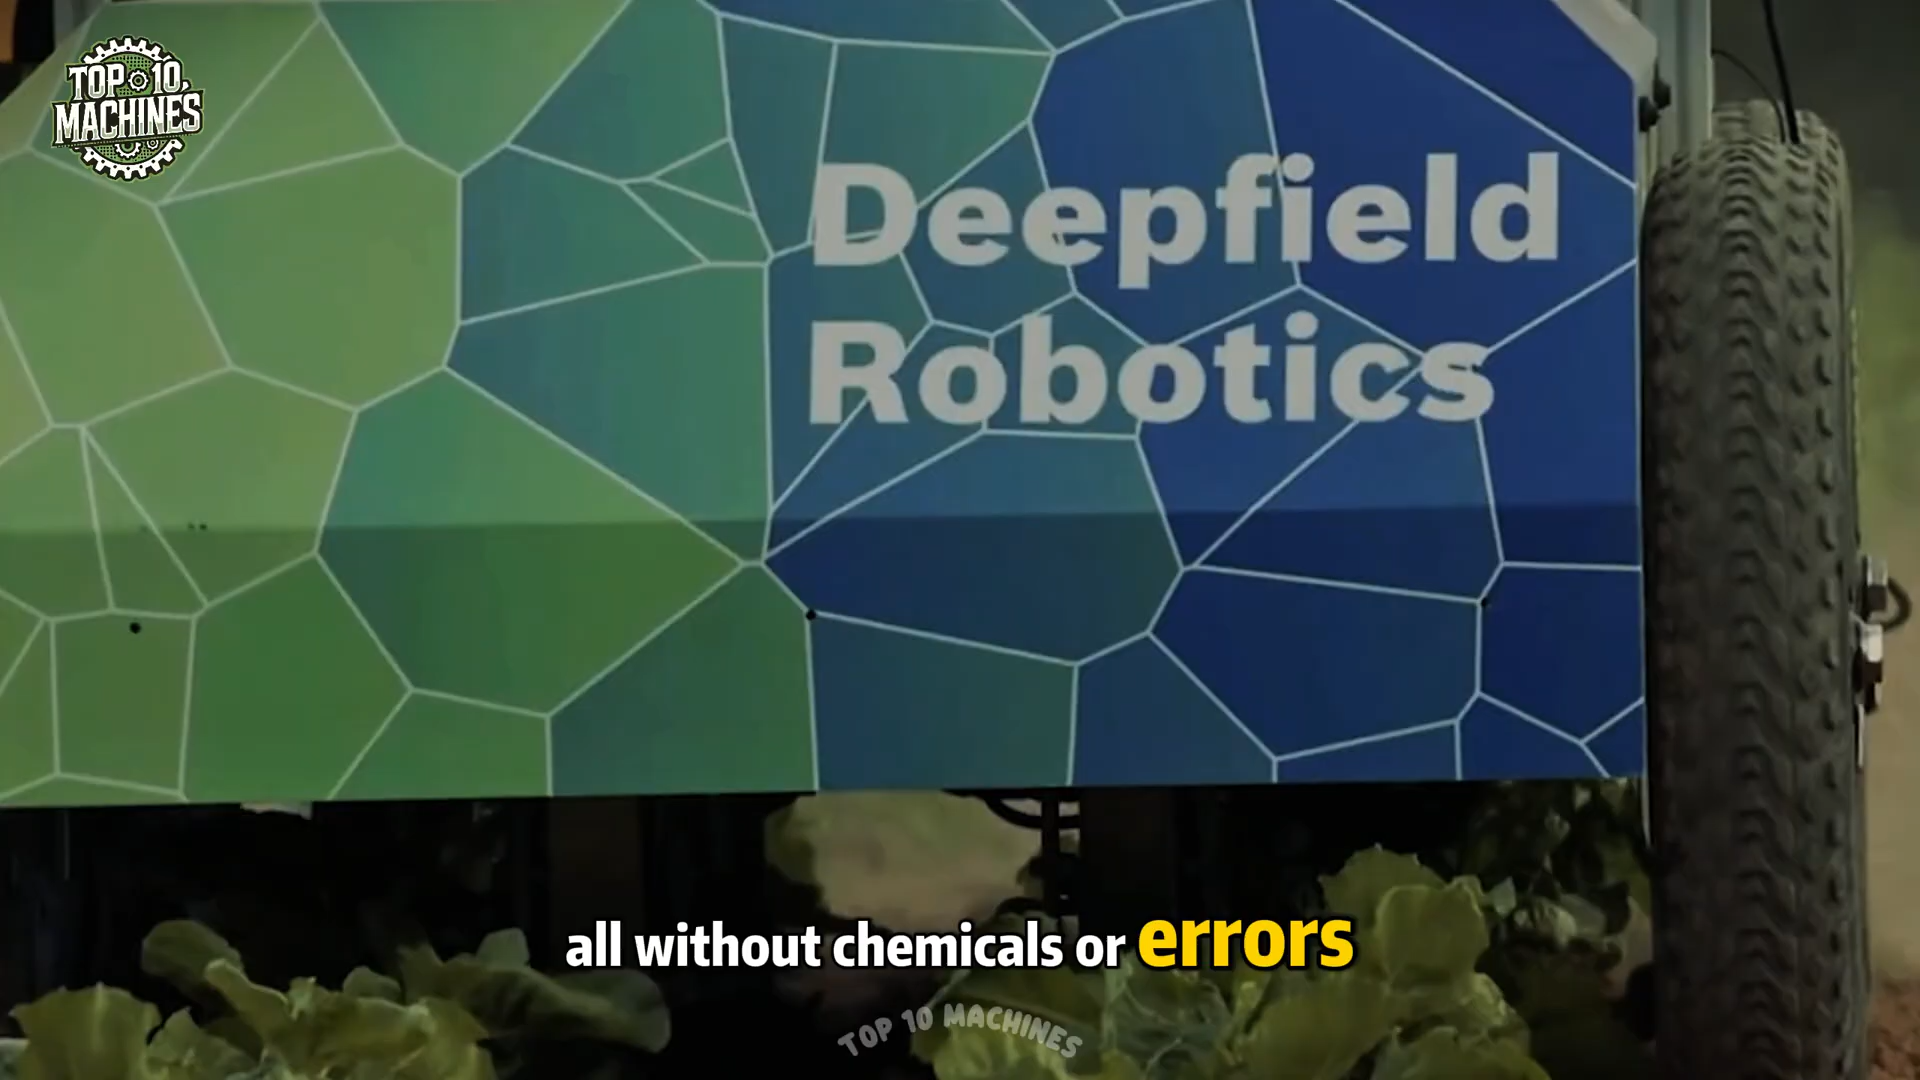 TOP 10
MACHINES
Deepfield
Robotics
all without chemicals or errors
TOP 10 MACHINES